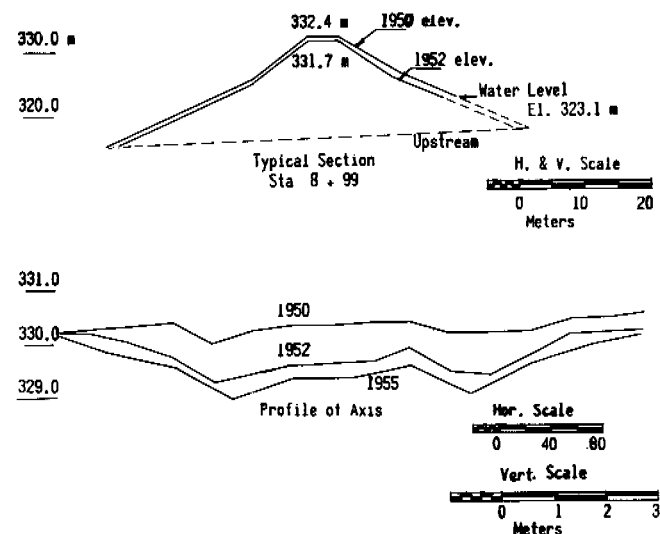 332.4 m
1950 elev.
330.0 m
331.7 m
1952 elev.
Water Level
El. 323.1 m
320.0
Upstream
Typical Section
Sta 8 + 99
H. & V. Scale
0 10 20
Meters
331.0
1950
330.0
1952
1955
329.0
Profile of Axis
Hor. Scale
0 40 80
Vert. Scale
0 1 2 3
Meters